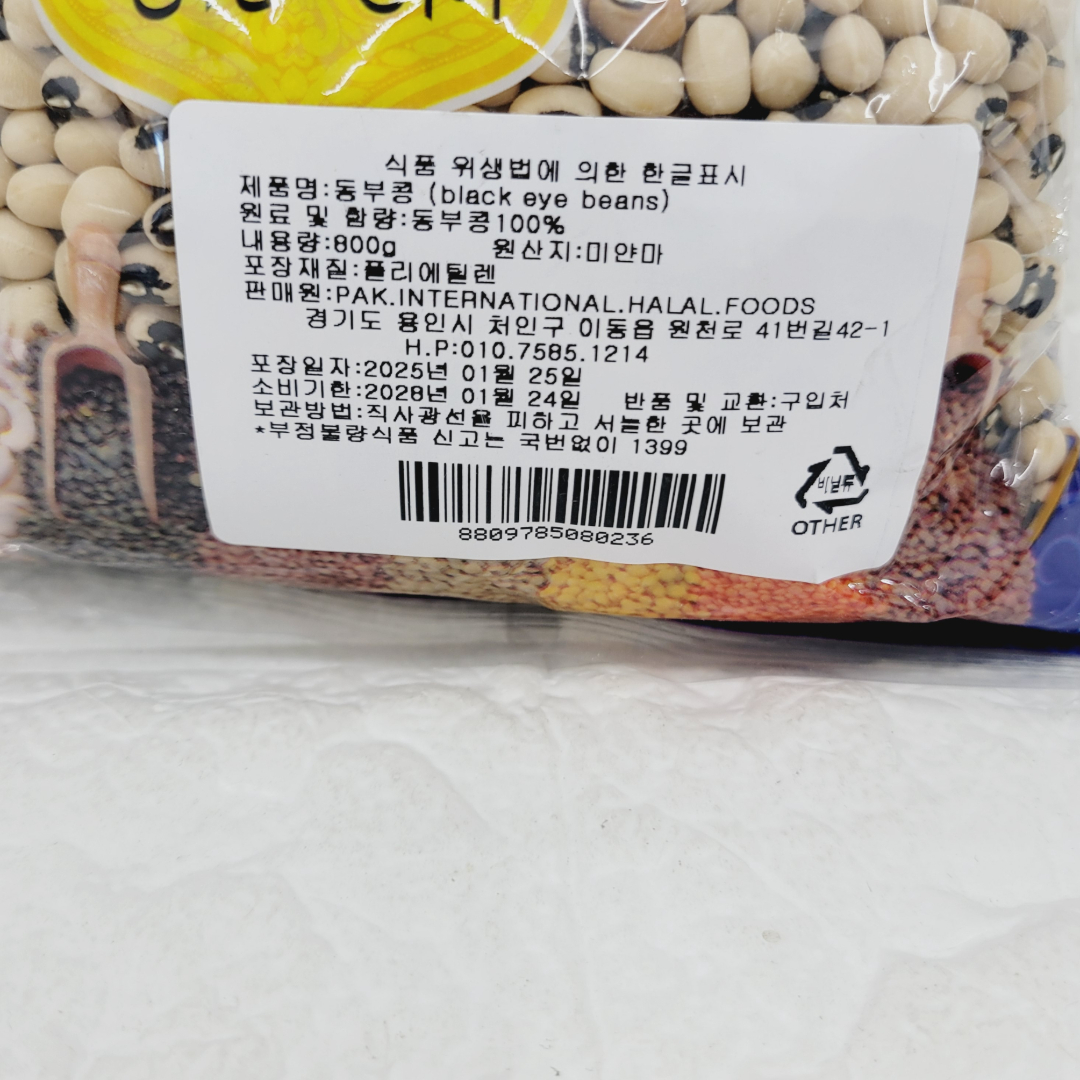 식품 위생법에 의한 한글표시
제품명:동부콩 (black eye beans)
원료 및 함량:동부콩100%
내용량:800g 원산지:미얀마
포장재질:폴리에틸렌
판매원:PAK.INTERNATIONAL.HALAL.FOODS
경기도 용인시 처인구 이동읍 원천로 41번길42-1
H.P:010.7585.1214
포장일자:2025년 01월 25일
소비기한:2028년 01월 24일 반품 및 교환:구입처
보관방법:직사광선을 피하고 서늘한 곳에 보관
*부정불량식품 신고는 국번없이 1399
8809785080236
비닐류
OTHER